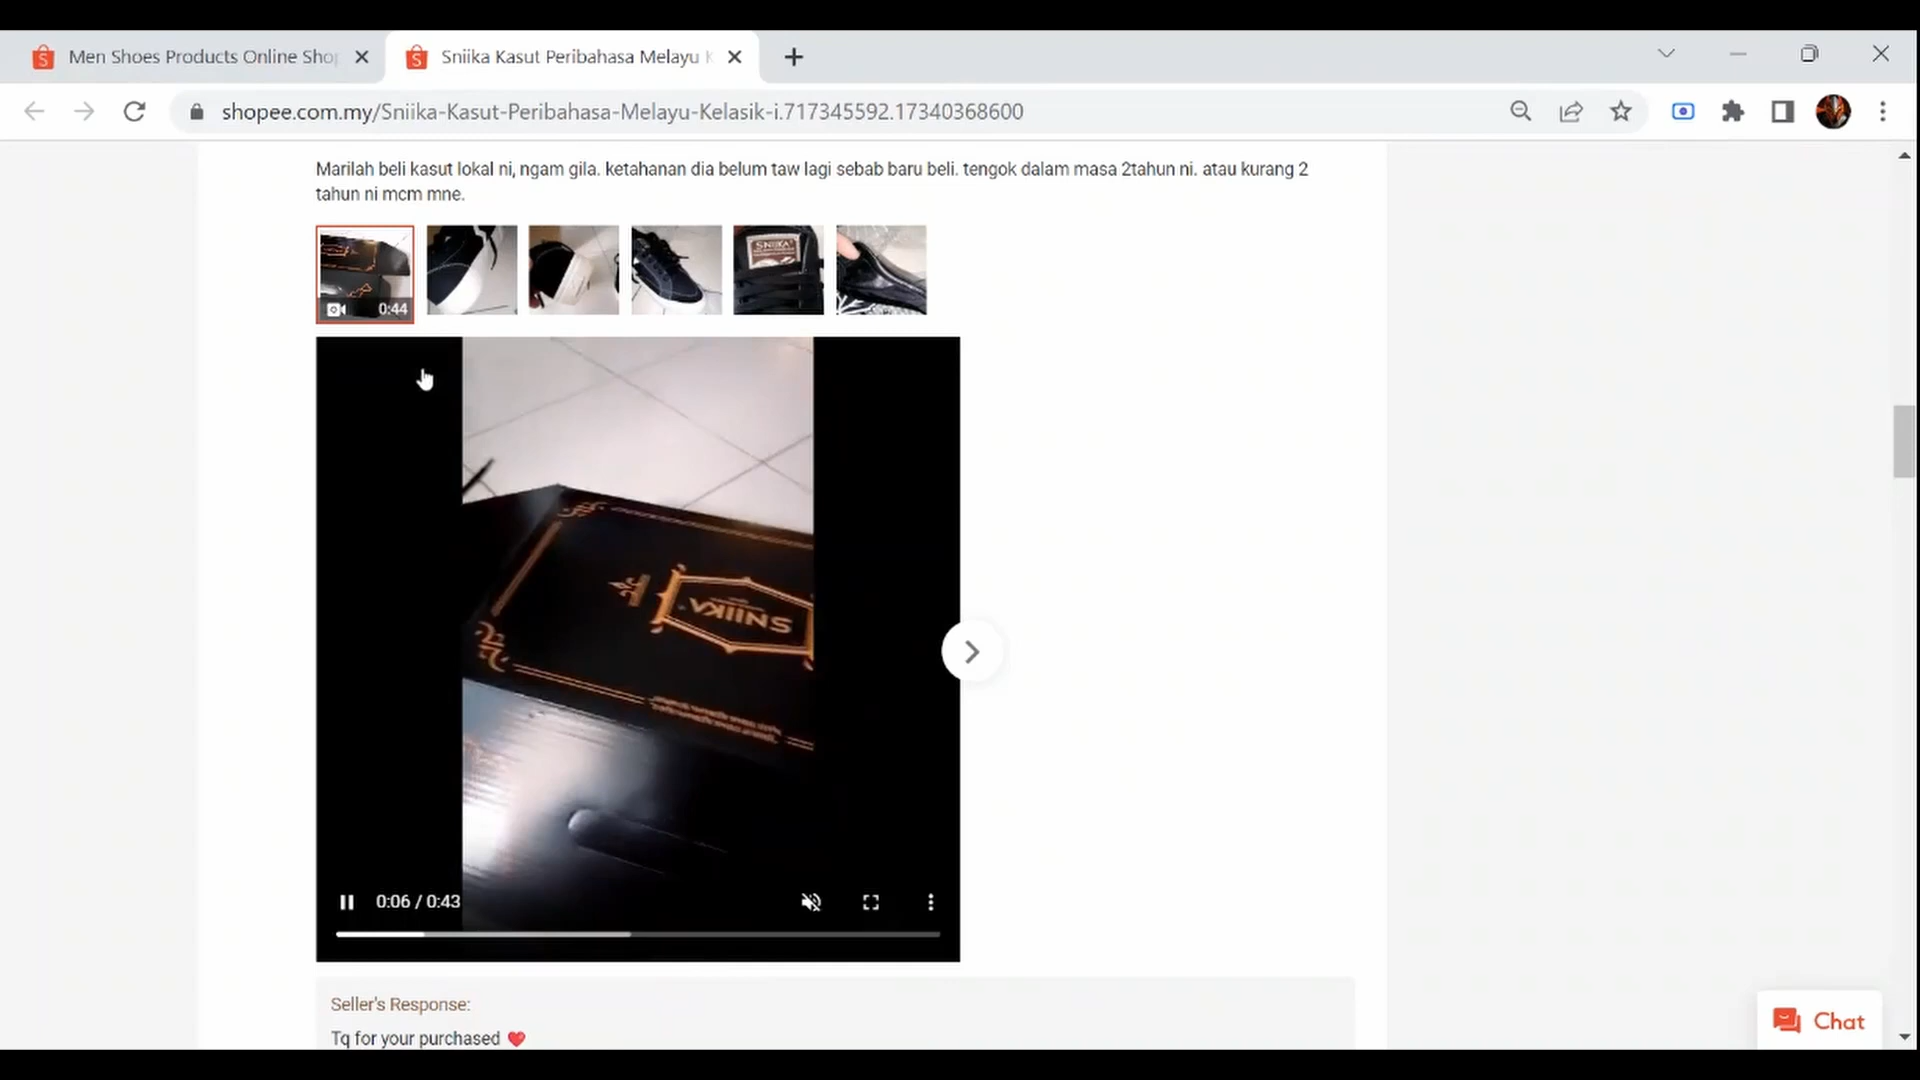 Men Shoes Products Online Sho
Sniika Kasut Peribahasa Melayu K
shopee.com.my/Sniika-Kasut-Peribahasa-Melayu-Kelasik-i.717345592.17340368600
Marilah beli kasut lokal ni, ngam gila. ketahanan dia belum taw lagi sebab baru beli. tengok dalam masa 2tahun ni. atau kurang 2
tahun ni mcm mne.
0:44
SNIIKA
SNIIKA
0:06 / 0:43
Seller's Response:
Tq for your purchased ❤
Chat